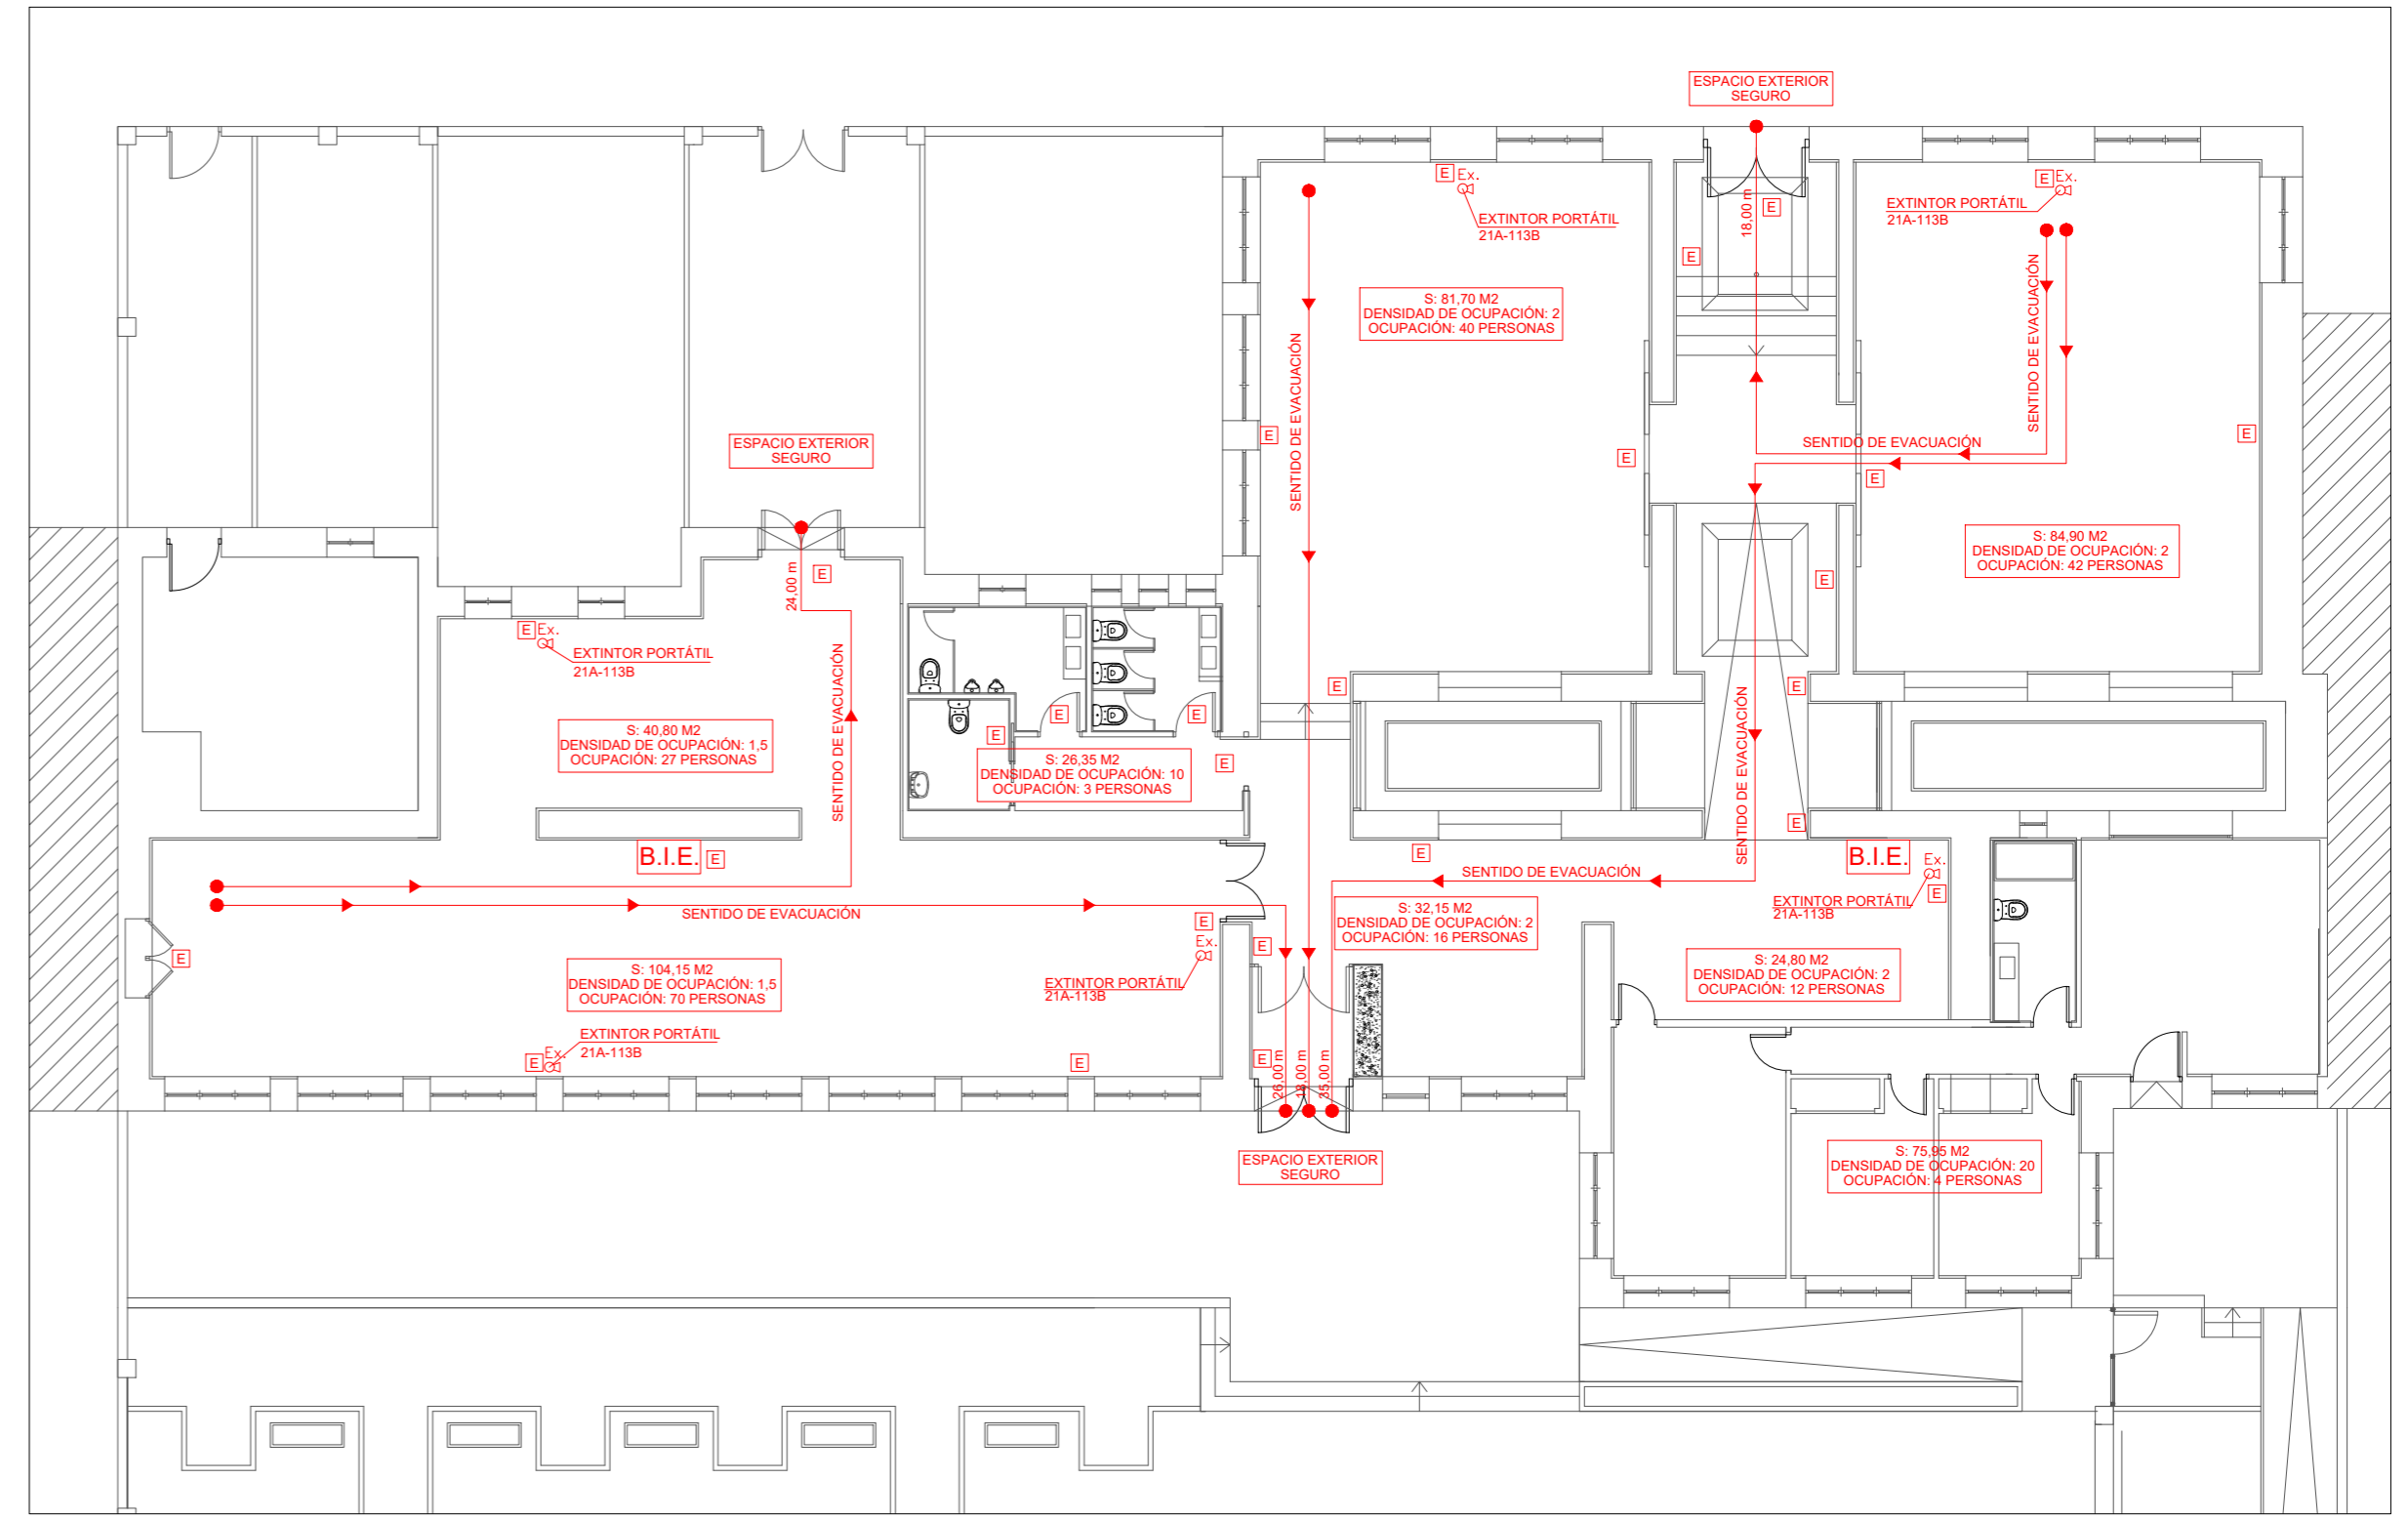 ESPACIO EXTERIOR
SEGURO
E
Ex.
EXTINTOR PORTÁTIL
21A-113B
18,00 m
E
E
E
Ex.
EXTINTOR PORTÁTIL
21A-113B
S: 81,70 M2
DENSIDAD DE OCUPACIÓN: 2
OCUPACIÓN: 40 PERSONAS
SENTIDO DE EVACUACIÓN
SENTIDO DE EVACUACIÓN
ESPACIO EXTERIOR
SEGURO
E
E
SENTIDO DE EVACUACIÓN
E
E
S: 84,90 M2
DENSIDAD DE OCUPACIÓN: 2
OCUPACIÓN: 42 PERSONAS
24,00 m
E
E
E
Ex.
EXTINTOR PORTÁTIL
21A-113B
SENTIDO DE EVACUACIÓN
E
E
E
E
E
E
SENTIDO DE EVACUACIÓN
S: 40,80 M2
DENSIDAD DE OCUPACIÓN: 1,5
OCUPACIÓN: 27 PERSONAS
S: 26,35 M2
DENSIDAD DE OCUPACIÓN: 10
OCUPACIÓN: 3 PERSONAS
E
B.I.E.
E
E
B.I.E.
Ex.
E
EXTINTOR PORTÁTIL
21A-113B
SENTIDO DE EVACUACIÓN
SENTIDO DE EVACUACIÓN
S: 32,15 M2
DENSIDAD DE OCUPACIÓN: 2
OCUPACIÓN: 16 PERSONAS
E
Ex.
E
E
EXTINTOR PORTÁTIL
21A-113B
S: 104,15 M2
DENSIDAD DE OCUPACIÓN: 1,5
OCUPACIÓN: 70 PERSONAS
S: 24,80 M2
DENSIDAD DE OCUPACIÓN: 2
OCUPACIÓN: 12 PERSONAS
E
Ex.
EXTINTOR PORTÁTIL
21A-113B
E
E
26,00 m
18,00 m
35,00 m
ESPACIO EXTERIOR
SEGURO
S: 75,95 M2
DENSIDAD DE OCUPACIÓN: 20
OCUPACIÓN: 4 PERSONAS